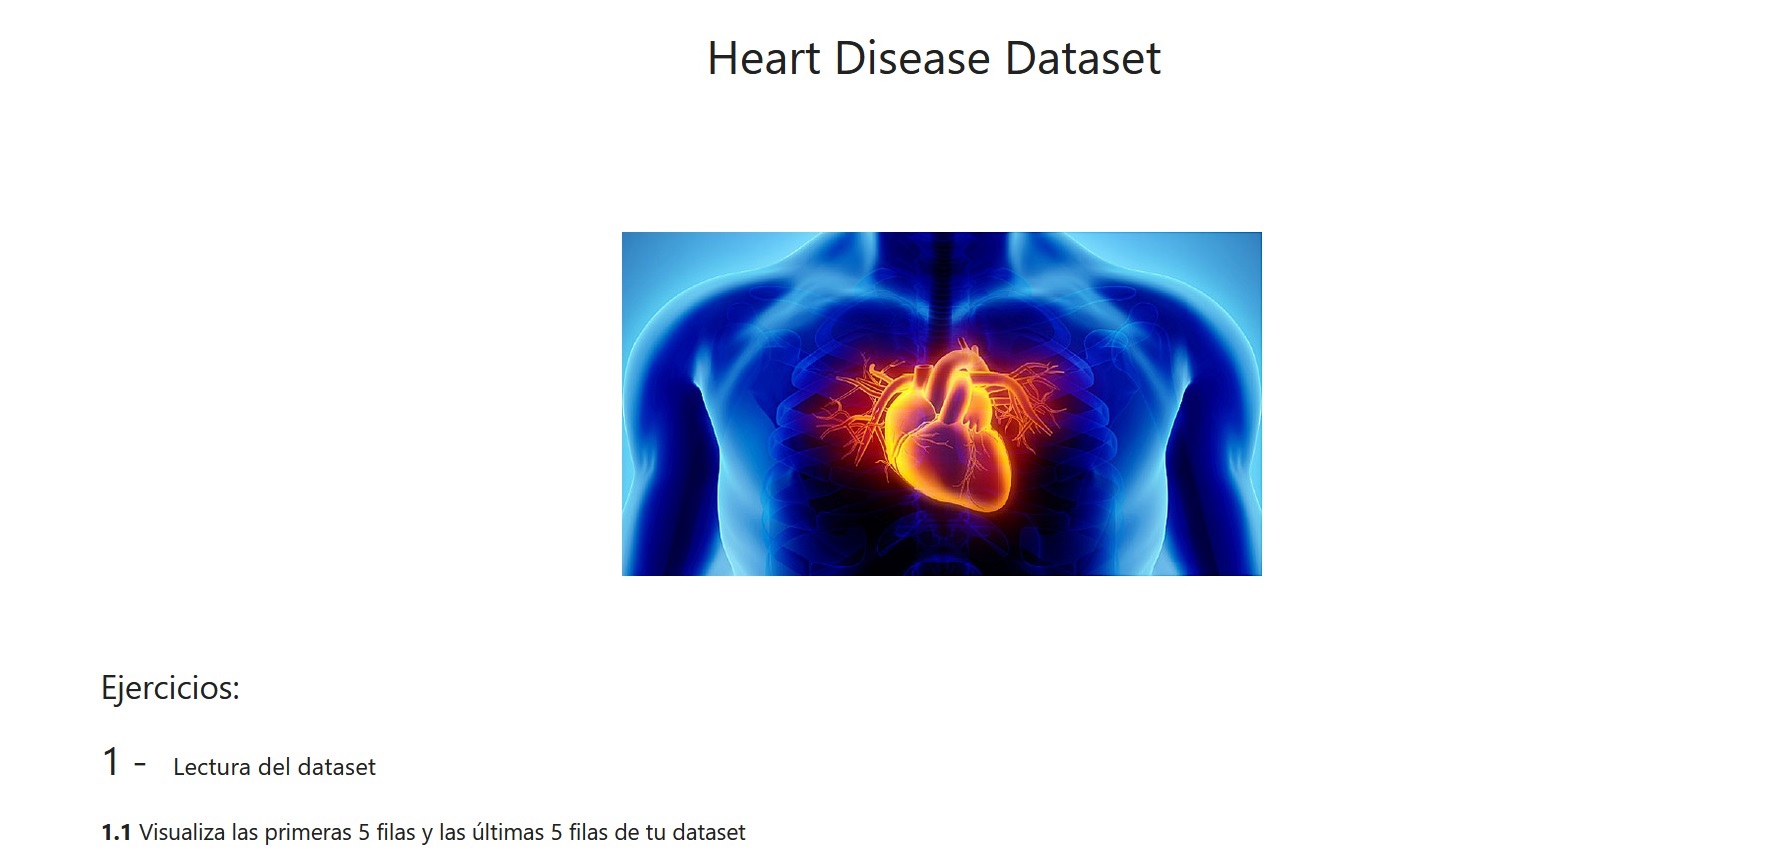 Heart Disease Dataset
Ejercicios:
1 - Lectura del dataset
1.1 Visualiza las primeras 5 filas y las últimas 5 filas de tu dataset